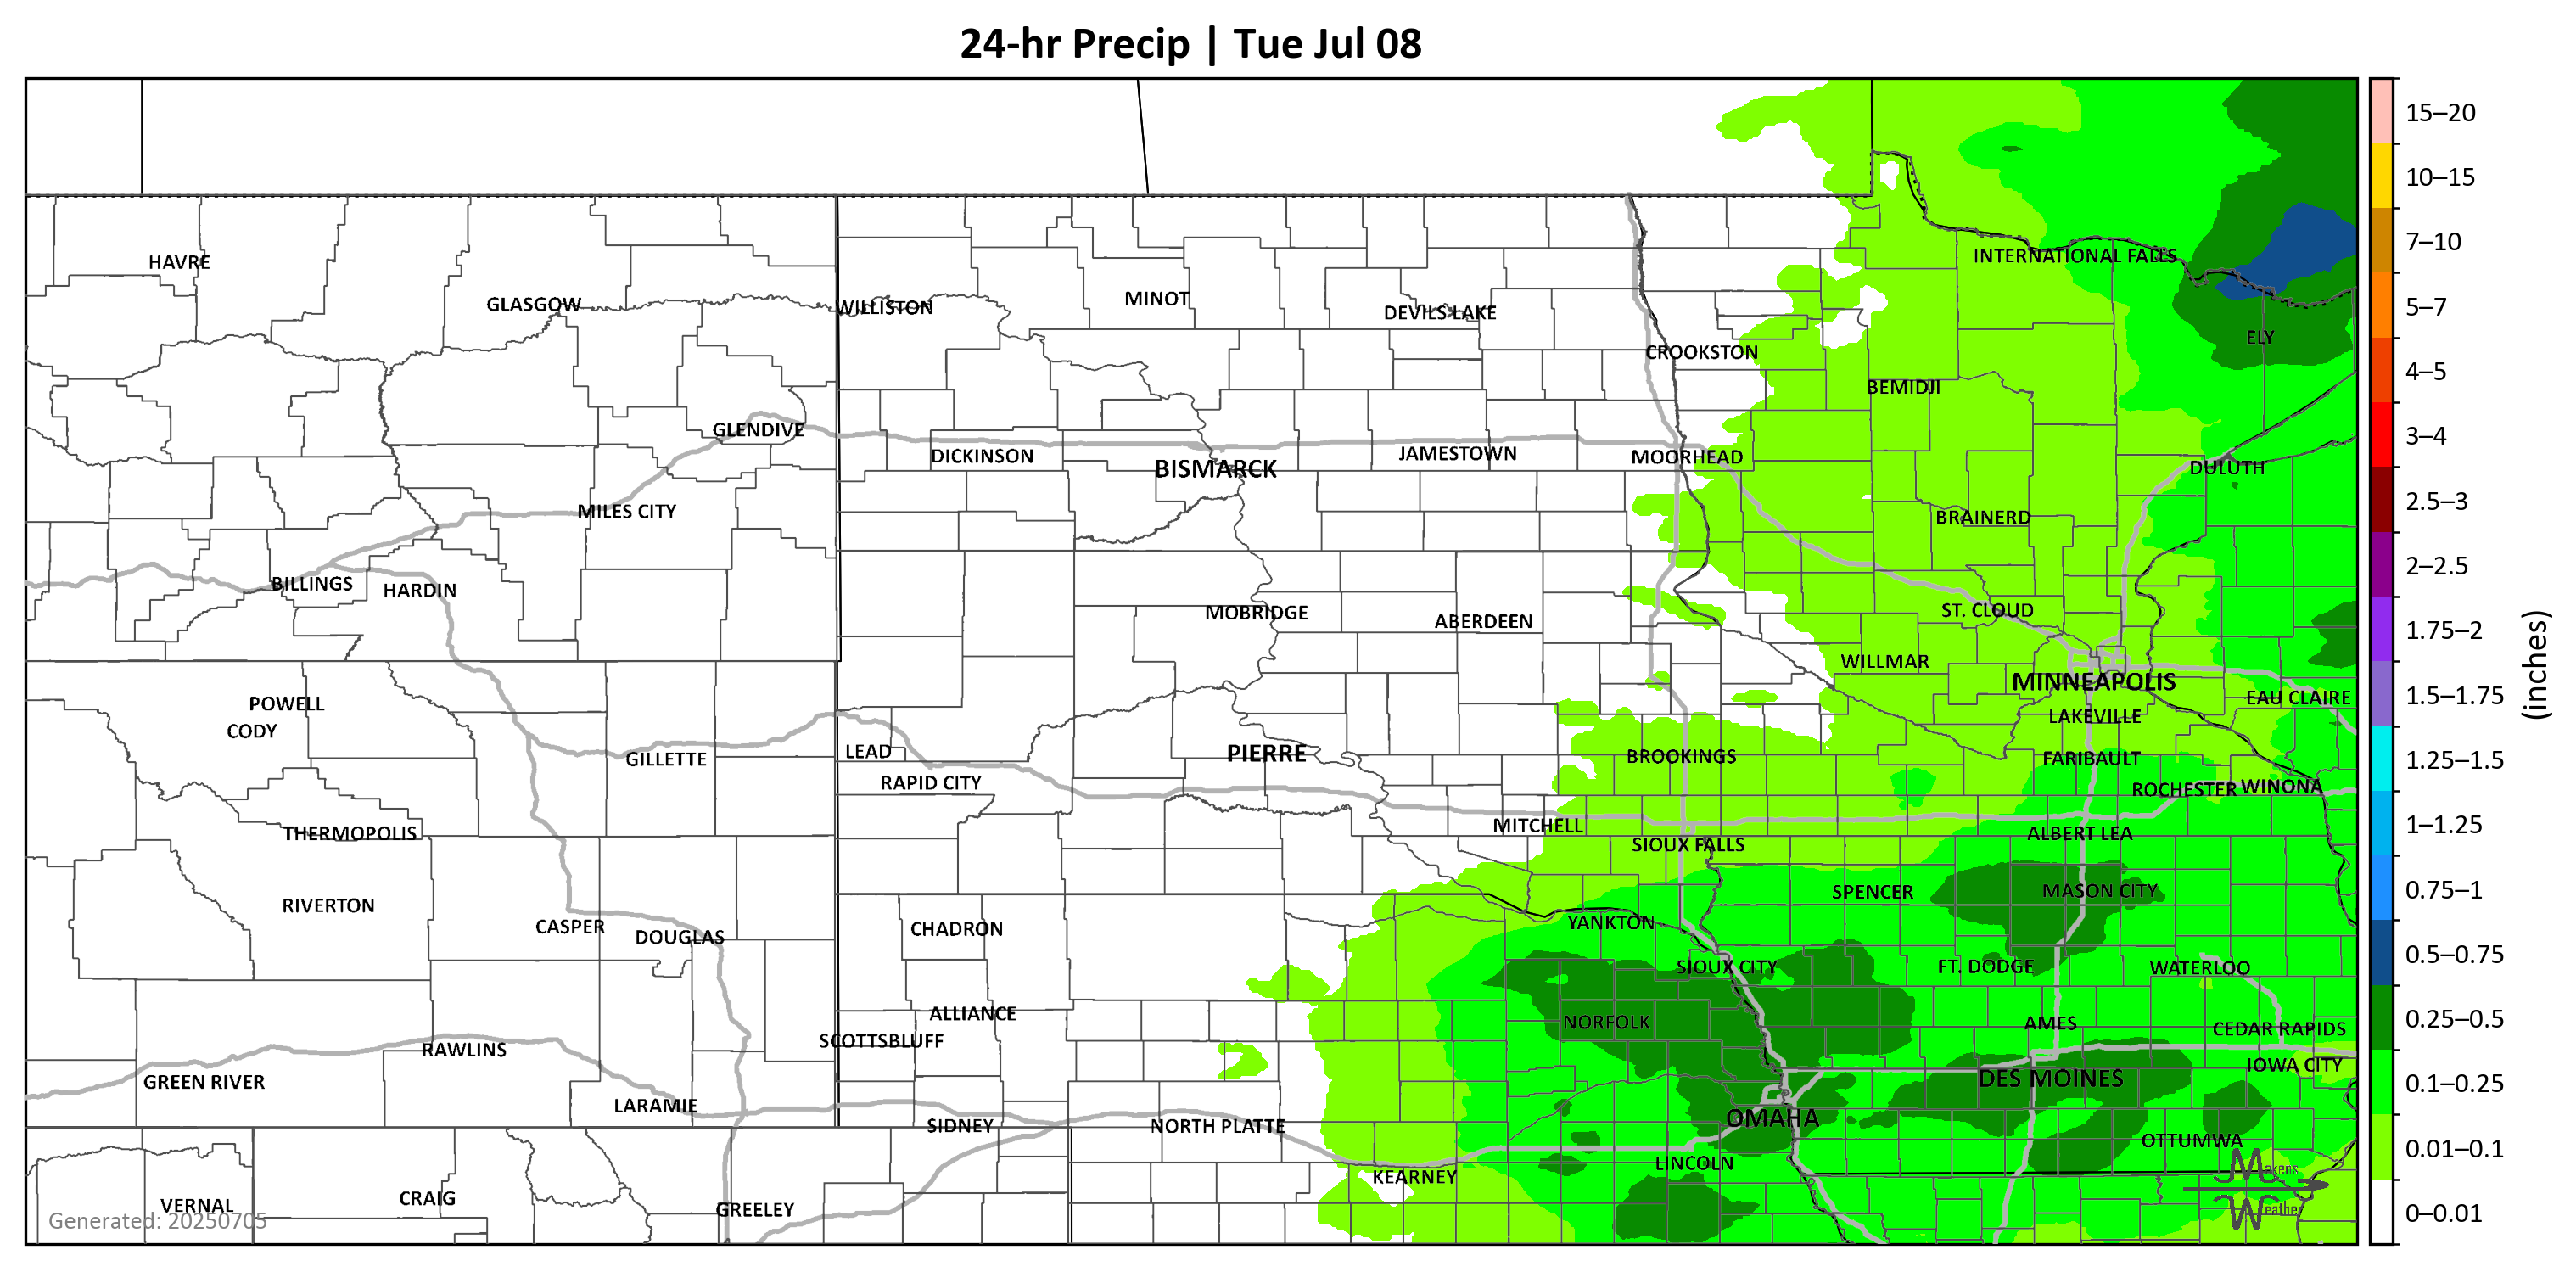 24-hr Precip | Tue Jul 08
15–20
10–15
7–10
INTERNATIONAL FALLS
HAVRE
MINOT
GLASGOW
WILLISTON
DEVILS LAKE
5–7
ELY
CROOKSTON
4–5
BEMIDJI
GLENDIVE
3–4
DICKINSON
JAMESTOWN
MOORHEAD
BISMARCK
DULUTH
2.5–3
MILES CITY
BRAINERD
2–2.5
BILLINGS
HARDIN
MOBRIDGE
ST. CLOUD
ABERDEEN
1.75–2
WILLMAR
(inches)
MINNEAPOLIS
1.5–1.75
EAU CLAIRE
POWELL
LAKEVILLE
CODY
LEAD
PIERRE
BROOKINGS
GILLETTE
FARIBAULT
1.25–1.5
RAPID CITY
ROCHESTER
WINONA
MITCHELL
1–1.25
THERMOPOLIS
ALBERT LEA
SIOUX FALLS
SPENCER
MASON CITY
0.75–1
RIVERTON
YANKTON
CASPER
CHADRON
DOUGLAS
0.5–0.75
SIOUX CITY
FT. DODGE
WATERLOO
ALLIANCE
NORFOLK
AMES
0.25–0.5
CEDAR RAPIDS
SCOTTSBLUFF
RAWLINS
IOWA CITY
GREEN RIVER
DES MOINES
0.1–0.25
LARAMIE
OMAHA
SIDNEY
NORTH PLATTE
OTTUMWA
0.01–0.1
LINCOLN
Makens
KEARNEY
CRAIG
VERNAL
GREELEY
Weather
0–0.01
Generated: 20250705